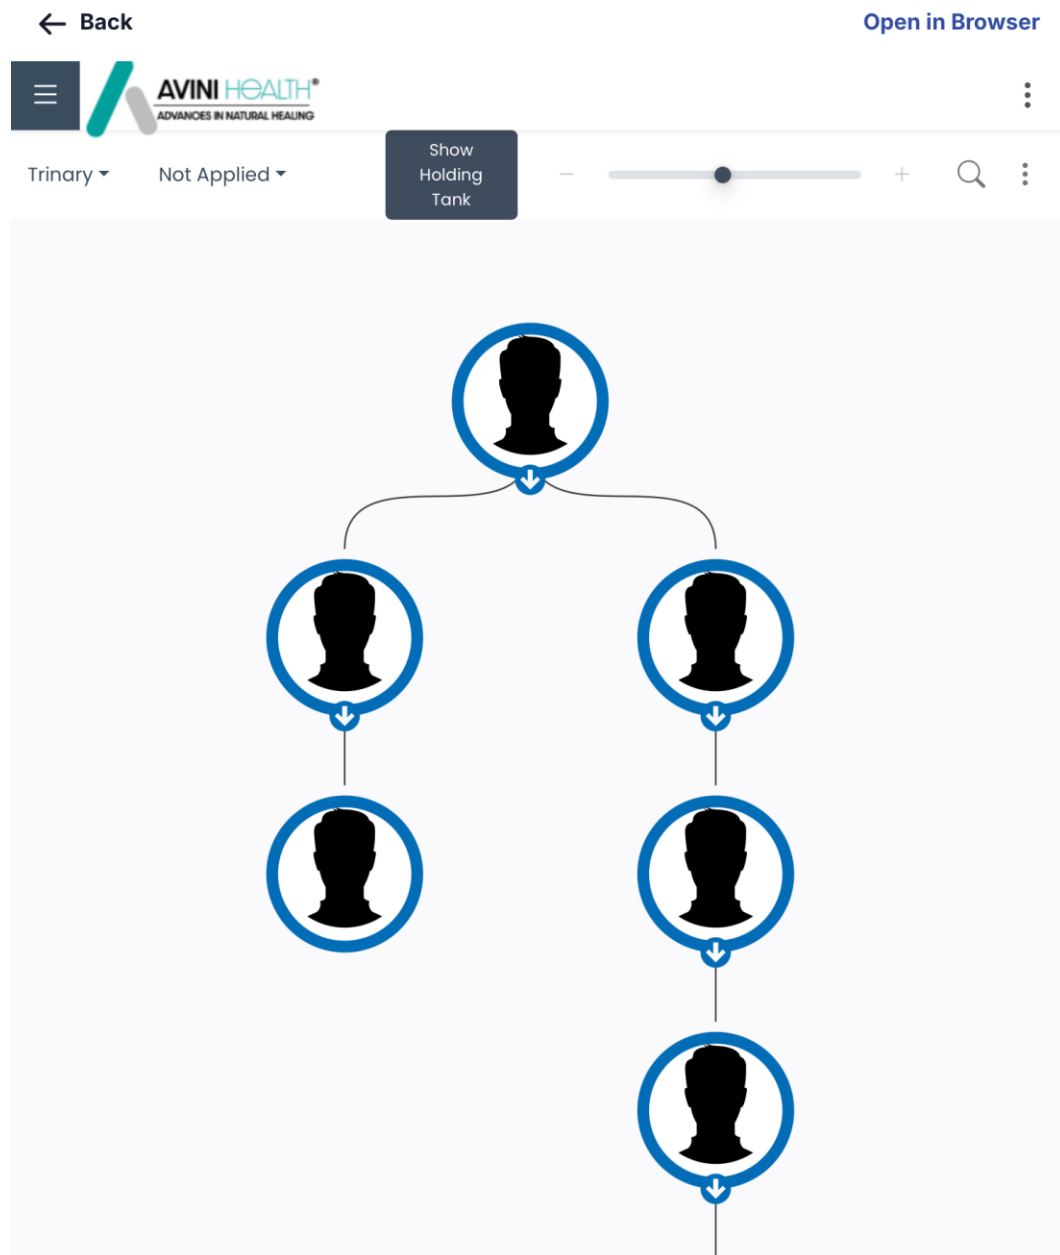 Back
Open in Browser
AVINI HEALTH®
ADVANCES IN NATURAL HEALING
Trinary
Not Applied
Show
Holding
Tank